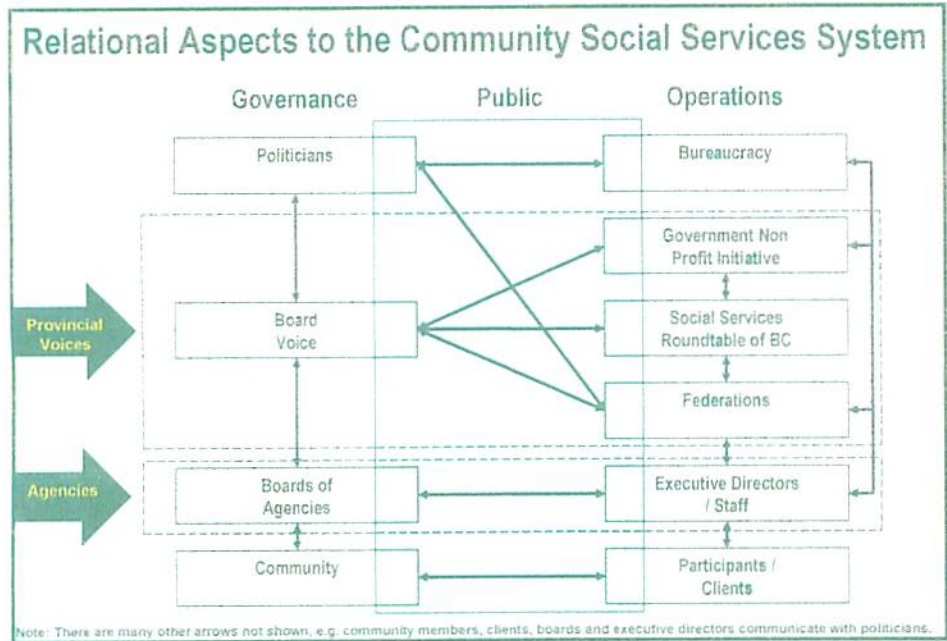 Relational Aspects to the Community Social Services System
Governance
Public
Operations
Politicians
Bureaucracy
Government Non
Profit Initiative
Provincial
Voices
Board
Voice
Social Services
Roundtable of BC
Federations
Agencies
Boards of
Agencies
Executive Directors
/ Staff
Community
Participants /
Clients
Note: There are many other arrows not shown, e.g. community members, clients, boards and executive directors communicate with politicians.